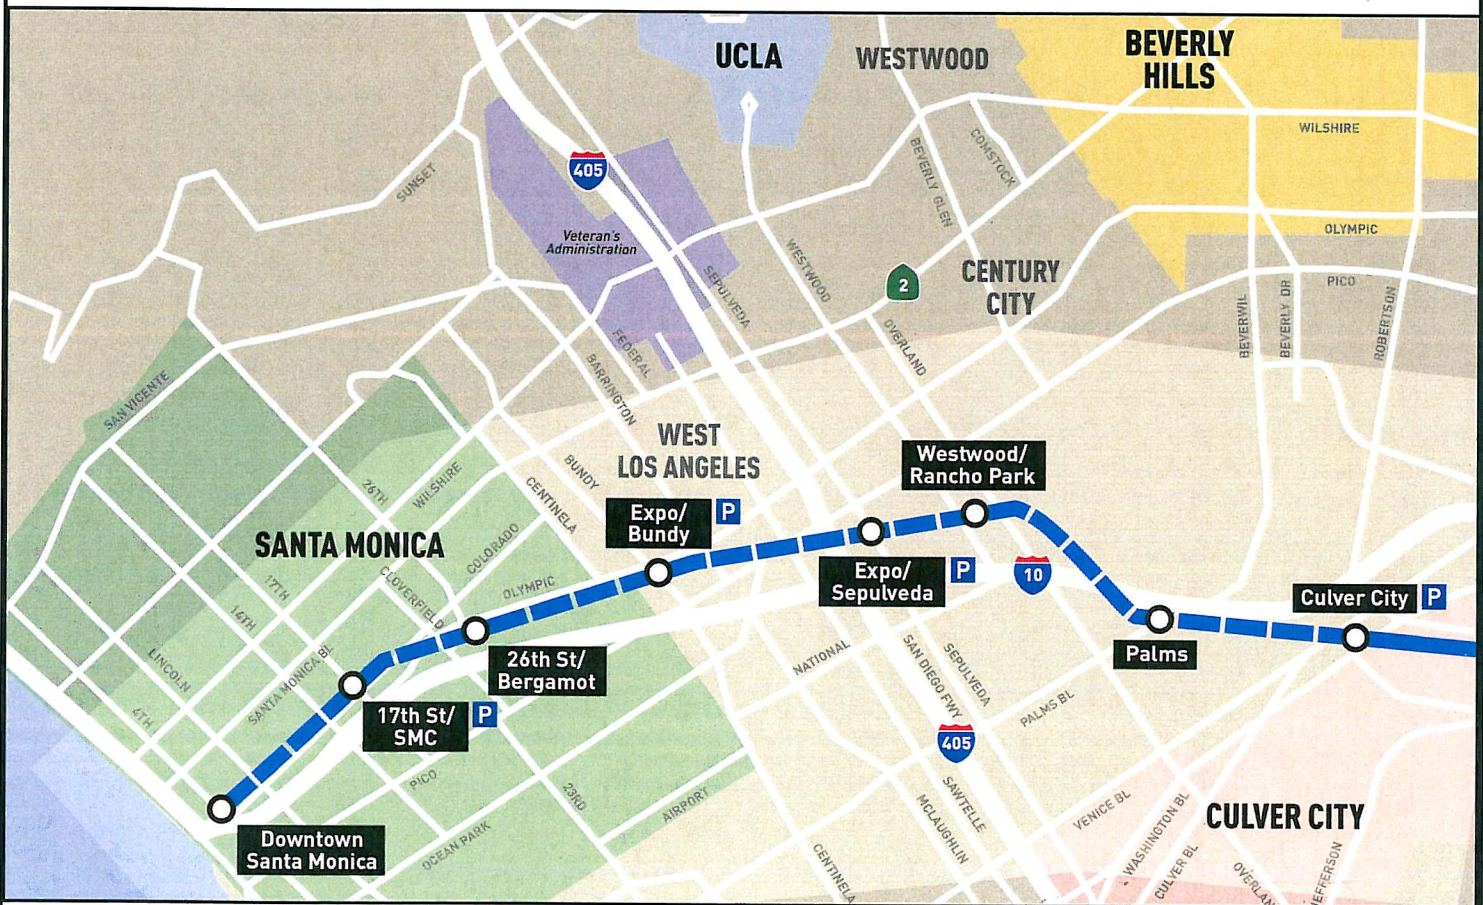 UCLA
WESTWOOD
BEVERLY
HILLS
WILSHIRE
405
SUNSET
BEVERLY GLEN
COMSTOCK
Veteran's
Administration
OLYMPIC
SEPULVEDA
WESTWOOD
2
CENTURY
CITY
PICO
BEVERWIL
BEVERLY DR
ROBERTSON
OVERLAND
FEDERAL
BARRINGTON
SAN VICENTE
WEST
LOS ANGELES
BUNDY
CENTINELA
26TH
WILSHIRE
Westwood/
Rancho Park
Expo/
Bundy
P
SANTA MONICA
COLORADO
CLOVERFIELD
OLYMPIC
17TH
14TH
Expo/
Sepulveda
P
10
Culver City
P
LINCOLN
SANTA MONICA BL
4TH
26th St/
Bergamot
NATIONAL
SAN DIEGO FWY
SEPULVEDA
Palms
17th St/
SMC
P
PALMS BL
405
PICO
23RD
AIRPORT
OCEAN PARK
Downtown
Santa Monica
CENTINELA
MCLAUGHLIN
SAWTELLE
VENICE BL
WASHINGTON BL
CULVER BL
CULVER CITY
OVERLAN
JEFFERSON